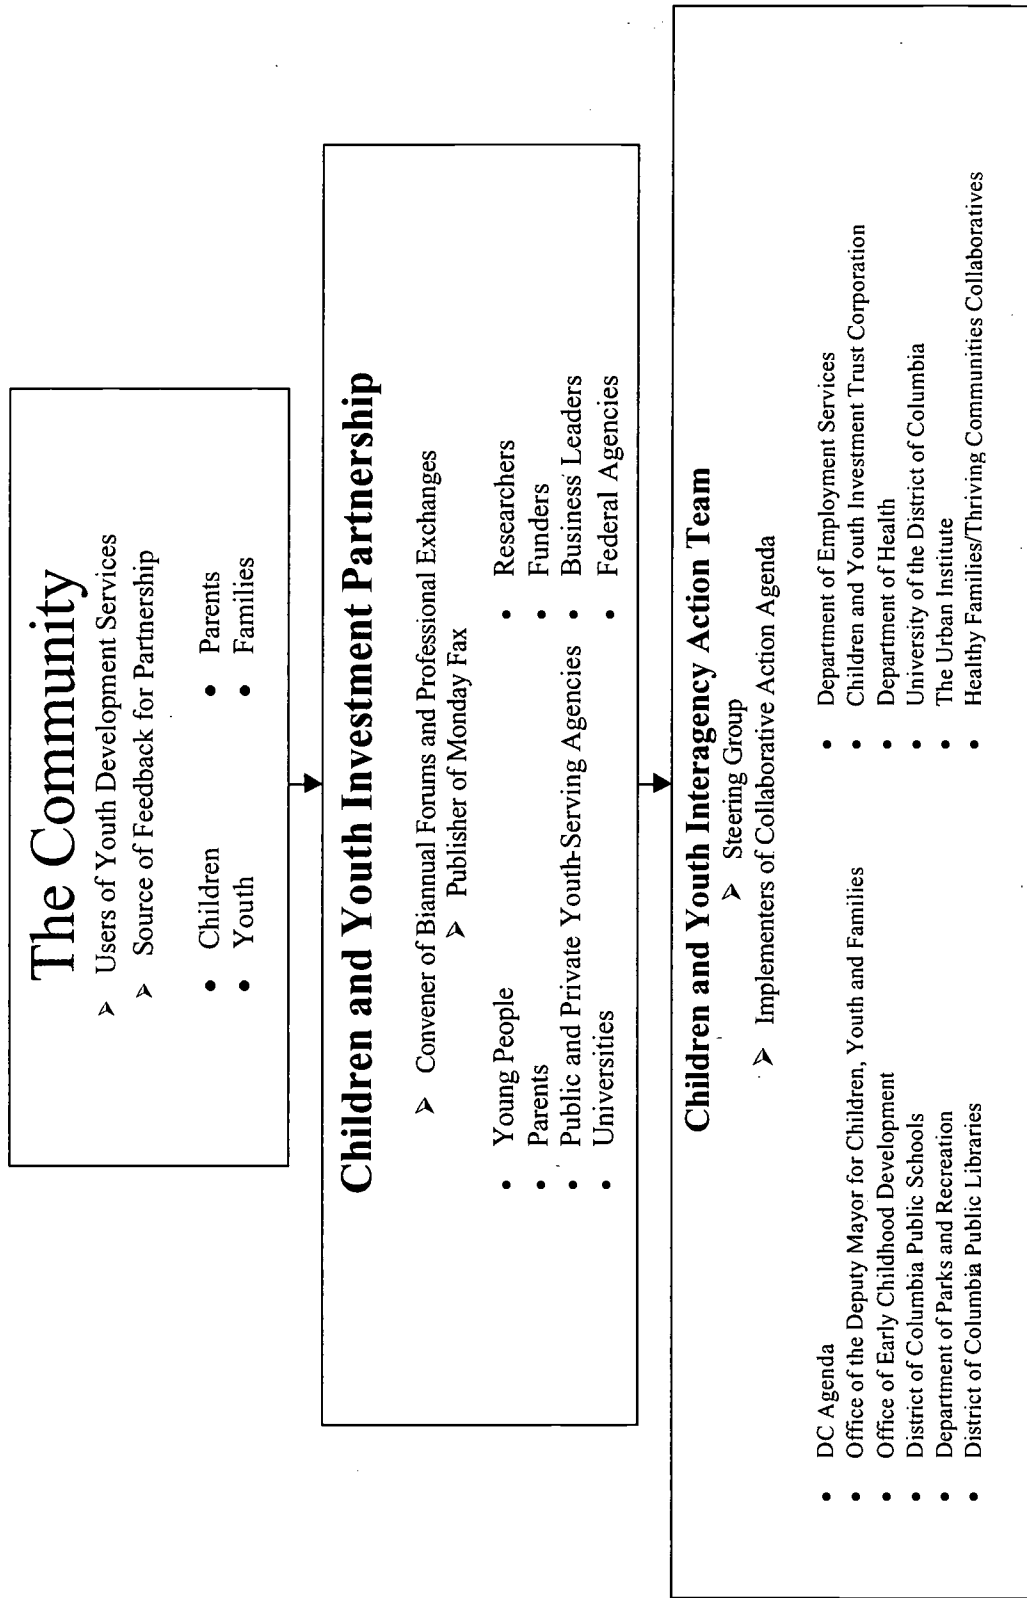 The Community
➢ Users of Youth Development Services
➢ Source of Feedback for Partnership
• Children
• Youth
• Parents
• Families
Children and Youth Investment Partnership
➢ Convener of Biannual Forums and Professional Exchanges
➢ Publisher of Monday Fax
• Young People
• Parents
• Public and Private Youth-Serving Agencies
• Universities
• Researchers
• Funders
• Business Leaders
• Federal Agencies
Children and Youth Interagency Action Team
➢ Steering Group
➢ Implementers of Collaborative Action Agenda
• DC Agenda
• Office of the Deputy Mayor for Children, Youth and Families
• Office of Early Childhood Development
• District of Columbia Public Schools
• Department of Parks and Recreation
• District of Columbia Public Libraries
• Department of Employment Services
• Children and Youth Investment Trust Corporation
• Department of Health
• University of the District of Columbia
• The Urban Institute
• Healthy Families/Thriving Communities Collaboratives